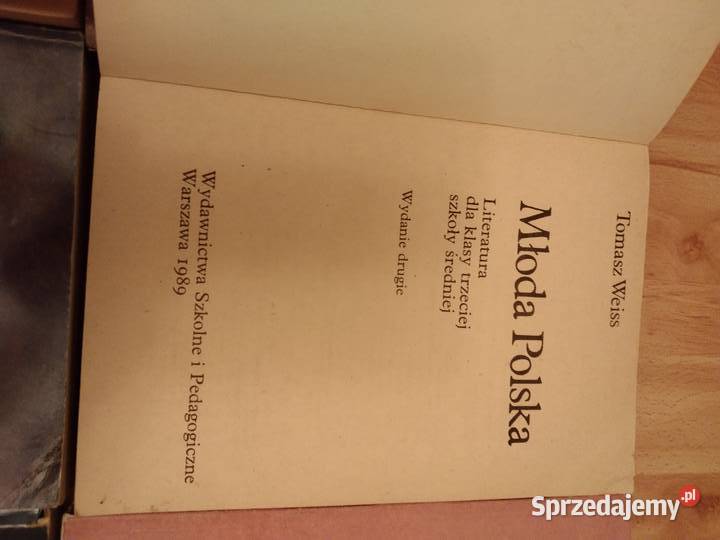 Tomasz Weiss
Młoda Polska
Literatura
dla klasy trzeciej
szkoły średniej
Wydanie drugie
Wydawnictwa Szkolne i Pedagogiczne
Warszawa 1989
Sprzedajemy.pl